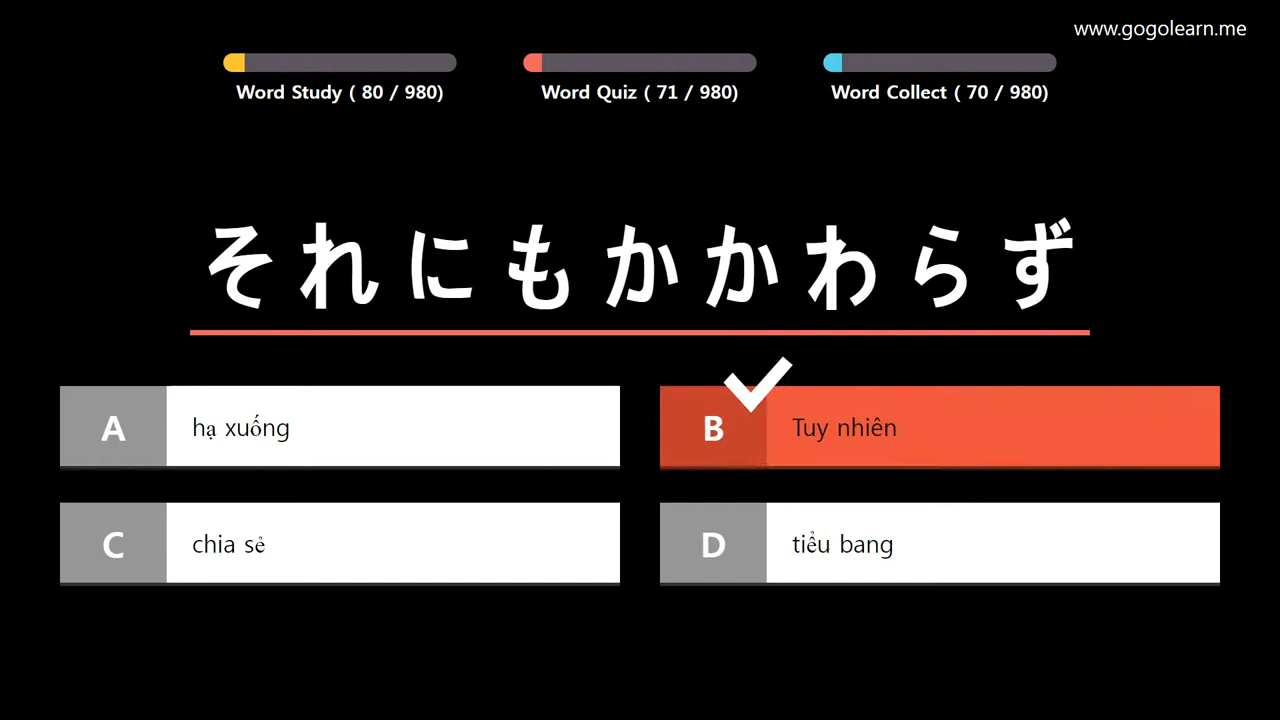 www.gogolearn.me
Word Study ( 80 / 980)
Word Quiz ( 71 / 980)
Word Collect ( 70 / 980)
それにもかかわらず
A hạ xuống
B Tuy nhiên
C chia sẻ
D tiểu bang